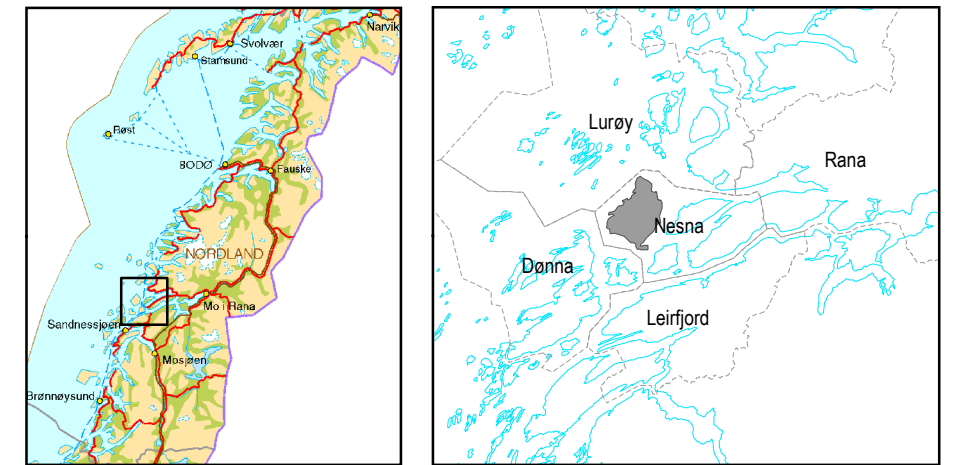 Narvik
Svolvær
Stamsund
Røst
BODØ
Fauske
NORDLAND
Mo i Rana
Sandnessjøen
Mosjøen
Brønnøysund
Lurøy
Rana
Nesna
Dønna
Leirfjord